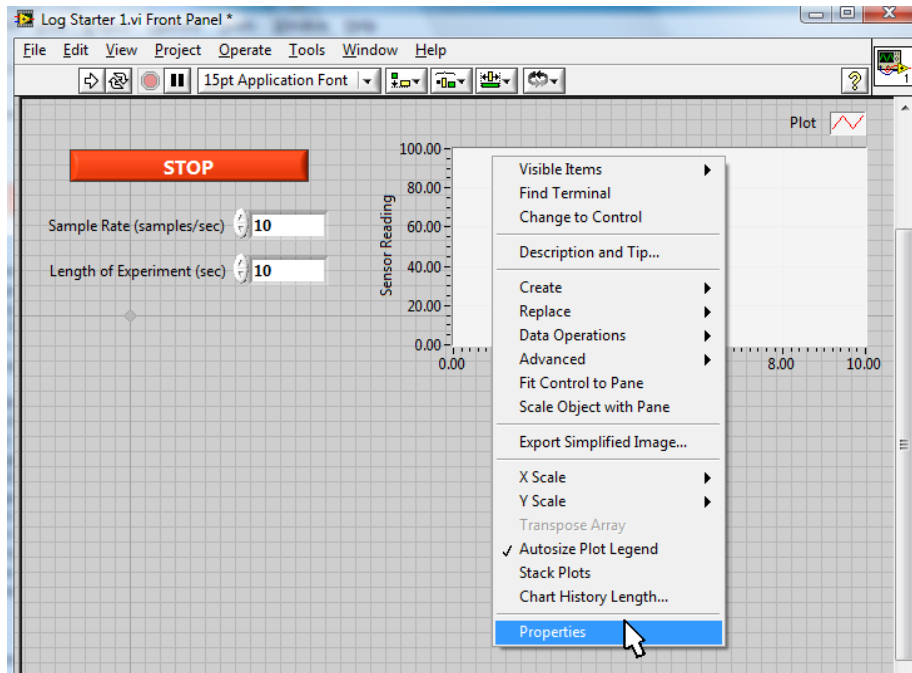 Log Starter 1.vi Front Panel *
File Edit View Project Operate Tools Window Help
15pt Application Font
?
1
Plot
STOP
Sample Rate (samples/sec) 10
Length of Experiment (sec) 10
Sensor Reading
100.00
80.00
60.00
40.00
20.00
0.00
0.00 8.00 10.00
Visible Items
Find Terminal
Change to Control
Description and Tip...
Create
Replace
Data Operations
Advanced
Fit Control to Pane
Scale Object with Pane
Export Simplified Image...
X Scale
Y Scale
Transpose Array
Autosize Plot Legend
Stack Plots
Chart History Length...
Properties